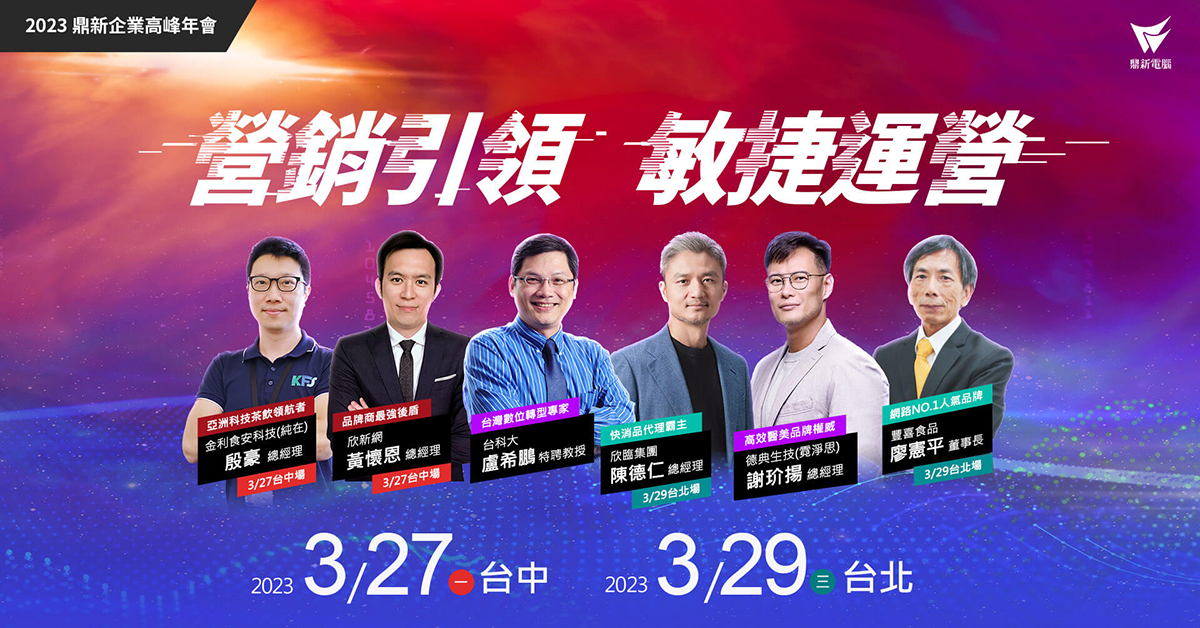 2023 鼎新企業高峰年會
鼎新電腦
營銷引領 敏捷運營
KFS
亞洲科技茶飲領航者
金利食安科技(純在)
殷豪 總經理
3/27台中場
品牌商最強後盾
欣新網
黃懷恩 總經理
3/27台中場
台灣數位轉型專家
台科大
盧希鵬 特聘教授
快消品代理霸主
欣臨集團
陳德仁 總經理
3/29台北場
高效醫美品牌權威
德典生技(霓淨思)
謝玠揚 總經理
網路NO.1人氣品牌
豐喜食品
廖憲平 董事長
3/29台北場
2023 3/27 一 台中
2023 3/29 三 台北